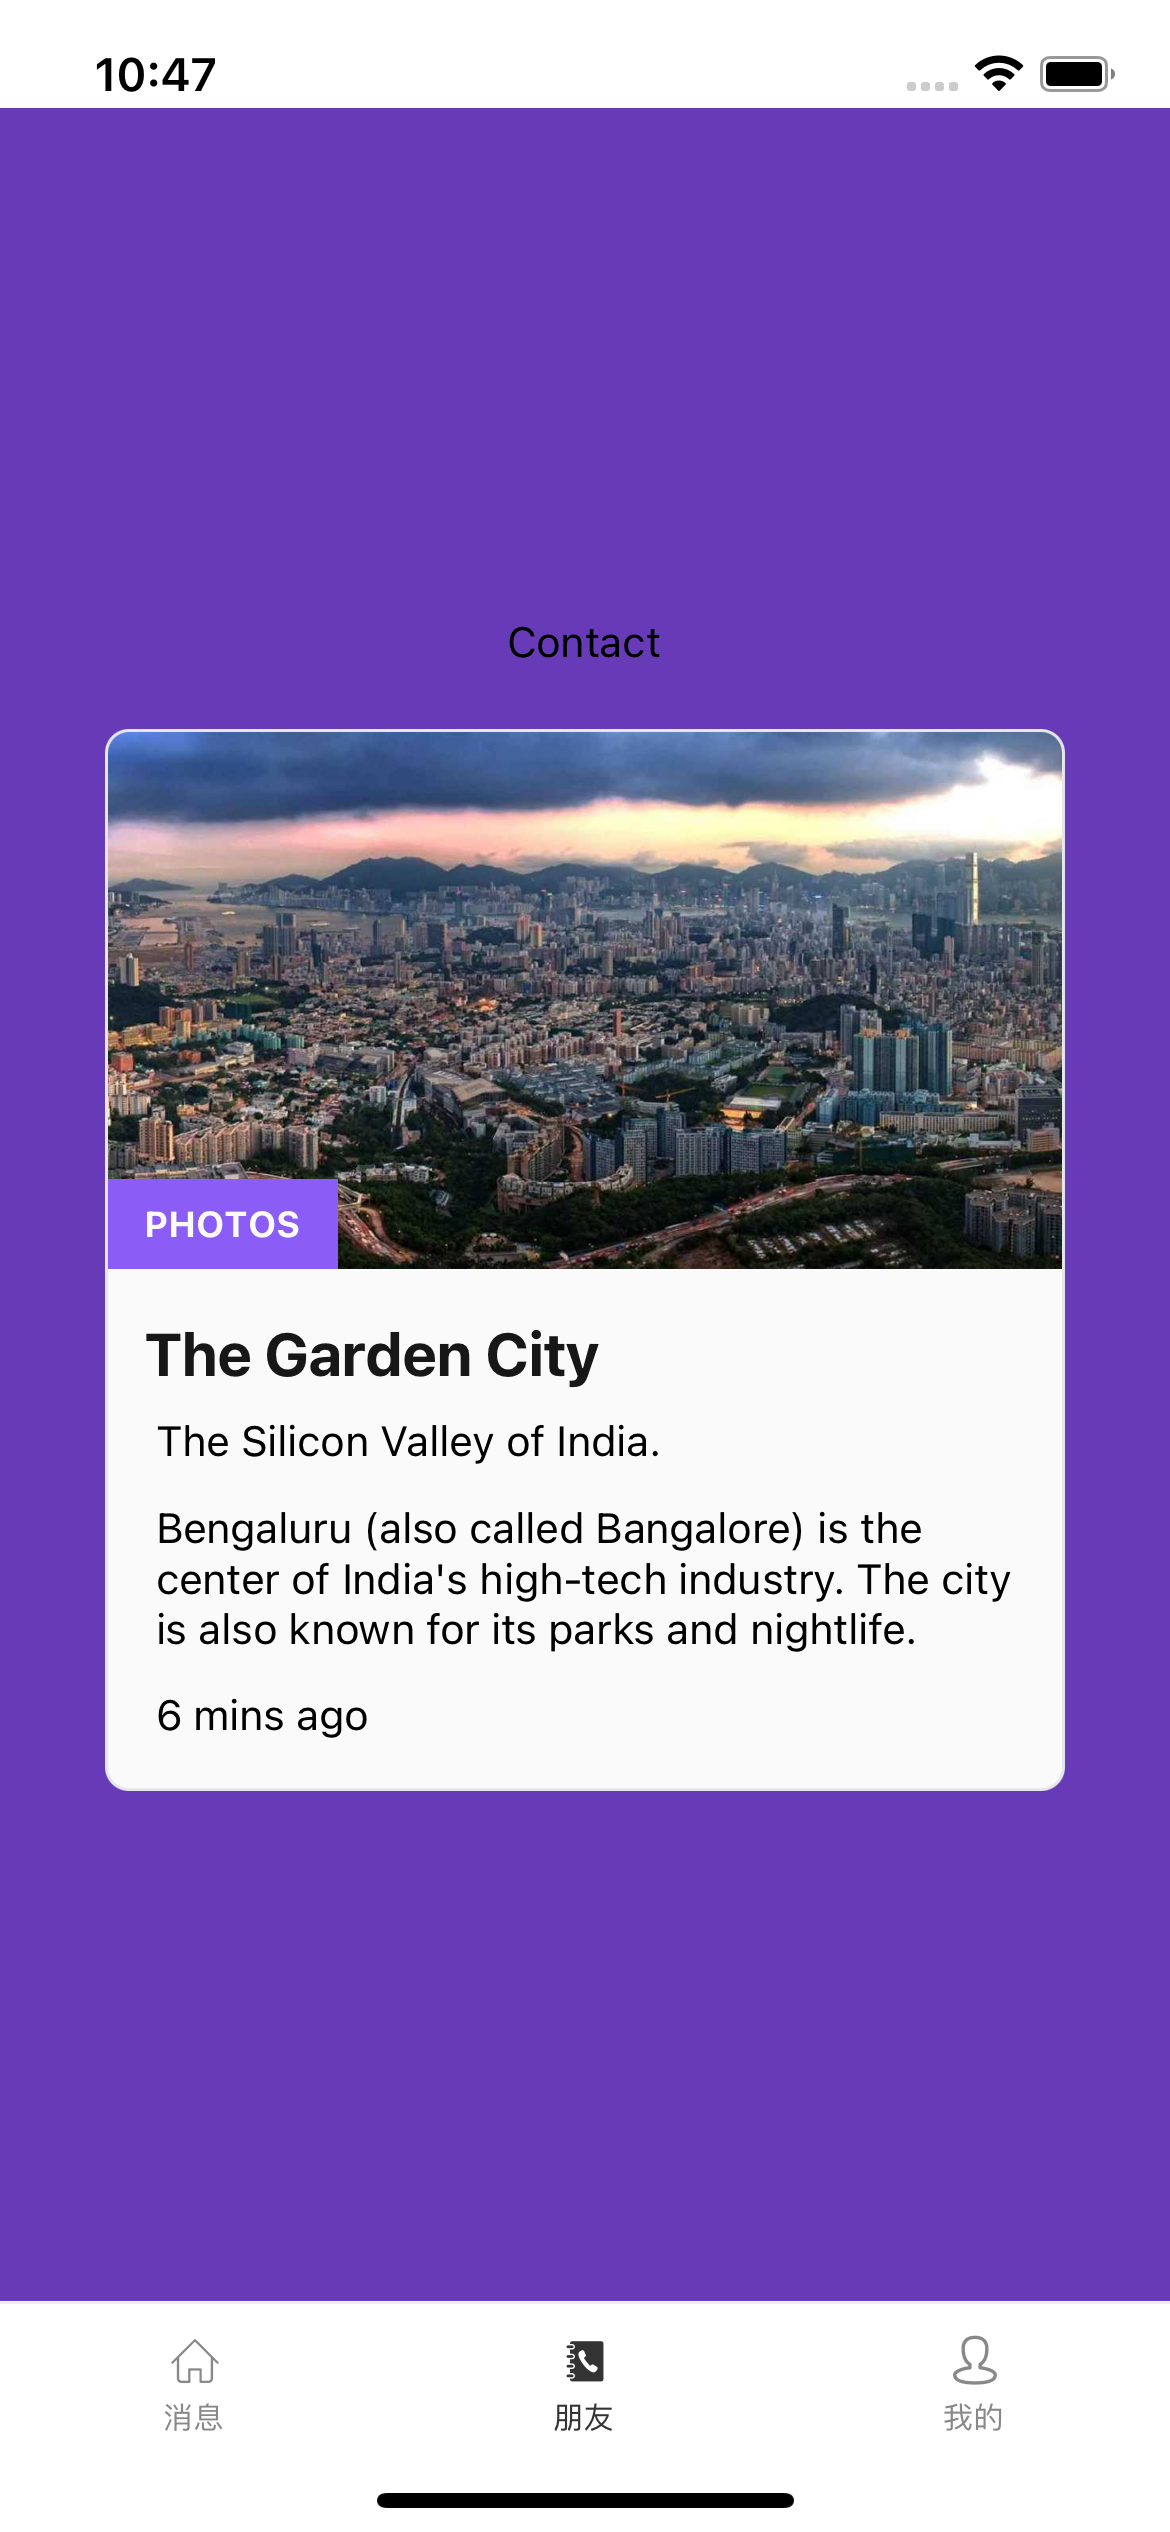 10:47
Contact
PHOTOS
The Garden City
The Silicon Valley of India.
Bengaluru (also called Bangalore) is the
center of India's high-tech industry. The city
is also known for its parks and nightlife.
6 mins ago
消息
朋友
我的